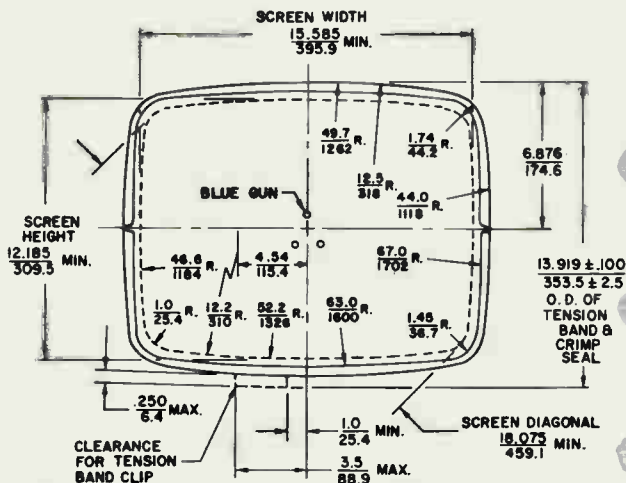 SCREEN WIDTH
15.585
395.9 MIN.
49.7
1262 R.
1.74
44.2 R.
12.5
318 R.
6.876
174.6
BLUE GUN
44.0
1118 R.
SCREEN
HEIGHT
12.185
309.5 MIN.
46.6
1184 R.
4.54
115.4
67.0
1702 R.
13.919 ±.100
353.5 ± 2.5
O.D. OF
TENSION
BAND &
CRIMP
SEAL
1.0
25.4 R.
12.2
310 R.
52.2
1326 R.
63.0
1600 R.
1.45
36.7 R.
.250
6.4 MAX.
CLEARANCE
FOR TENSION
BAND CLIP
1.0
25.4 MIN.
3.5
88.9 MAX.
SCREEN DIAGONAL
18.075
459.1 MIN.